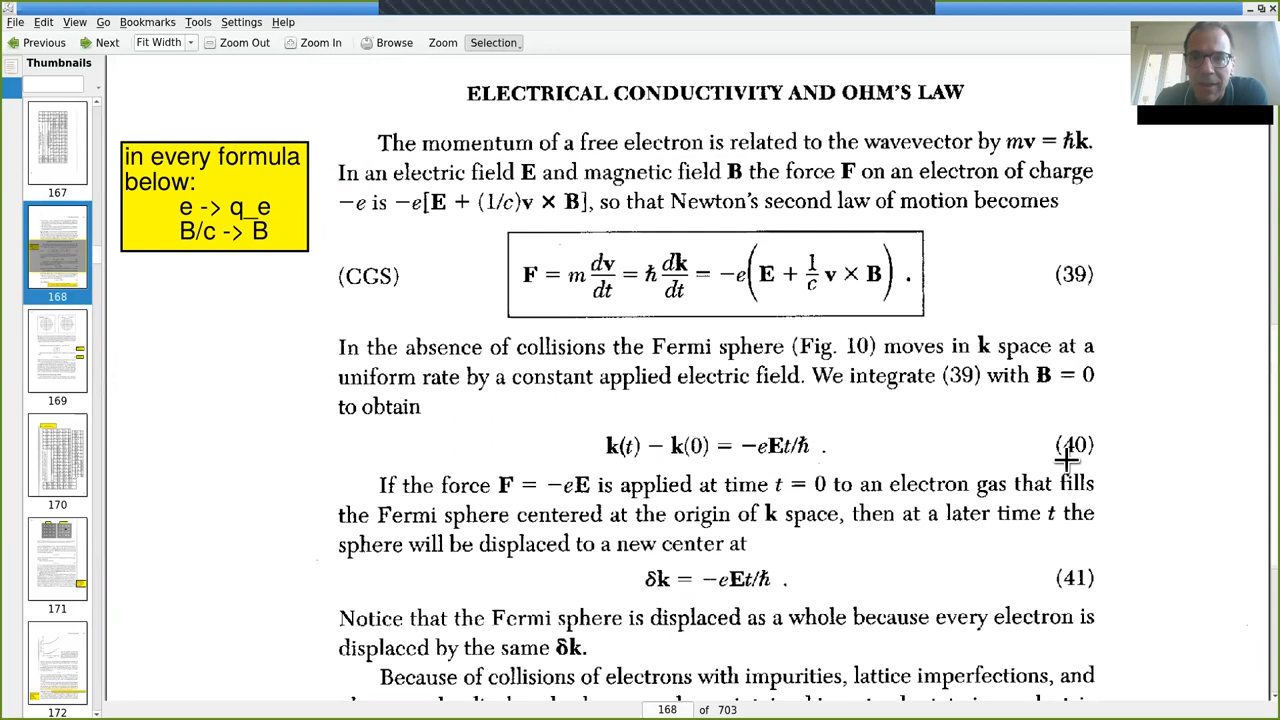 File Edit View Go Bookmarks Tools Settings Help
Previous Next Fit Width Zoom Out Zoom In Browse Zoom Selection
Thumbnails
167
168
169
170
171
172
in every formula
below:
e -> q_e
B/c -> B
ELECTRICAL CONDUCTIVITY AND OHM'S LAW
The momentum of a free electron is related to the wavevector by mv = ℏk.
In an electric field E and magnetic field B the force F on an electron of charge
−e is −e[E + (1/c)v × B], so that Newton's second law of motion becomes
(CGS) F = m dv/dt = ℏ dk/dt = −e(E + 1/c v × B) . (39)
In the absence of collisions the Fermi sphere (Fig. 10) moves in k space at a
uniform rate by a constant applied electric field. We integrate (39) with B = 0
to obtain
k(t) − k(0) = −eEt/ℏ . (40)
If the force F = −eE is applied at time t = 0 to an electron gas that fills
the Fermi sphere centered at the origin of k space, then at a later time t the
sphere will be displaced to a new center at
δk = −eEt/ℏ . (41)
Notice that the Fermi sphere is displaced as a whole because every electron is
displaced by the same δk.
Because of collisions of electrons with impurities, lattice imperfections, and
168 of 703